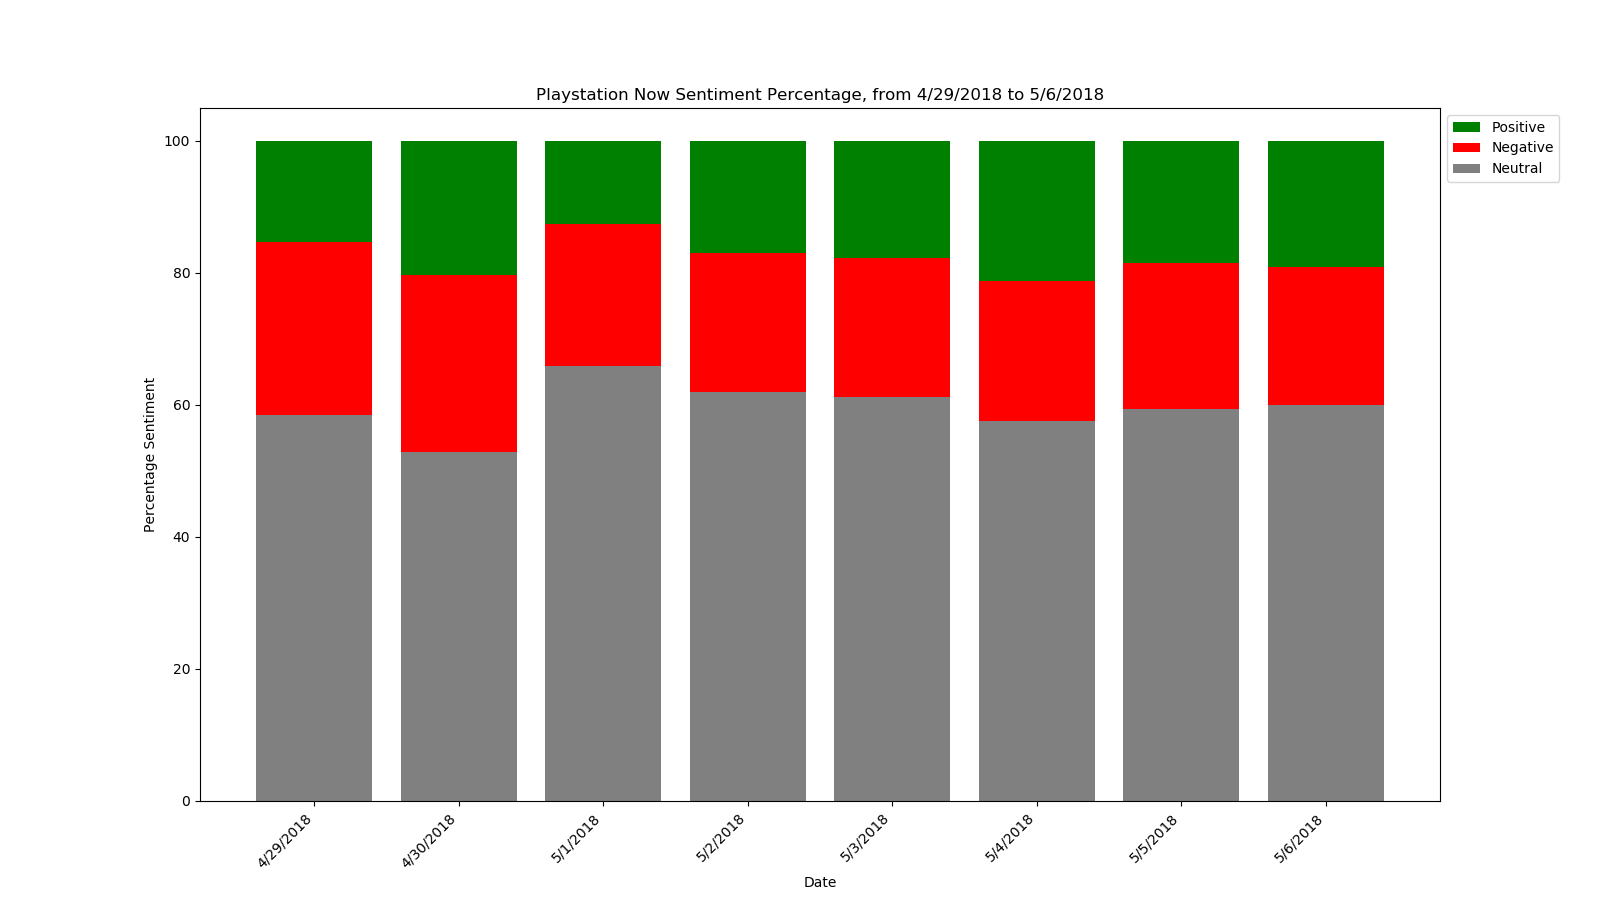 Playstation Now Sentiment Percentage, from 4/29/2018 to 5/6/2018
Positive
Negative
Neutral
Percentage Sentiment
100
80
60
40
20
0
4/29/2018
4/30/2018
5/1/2018
5/2/2018
5/3/2018
5/4/2018
5/5/2018
5/6/2018
Date